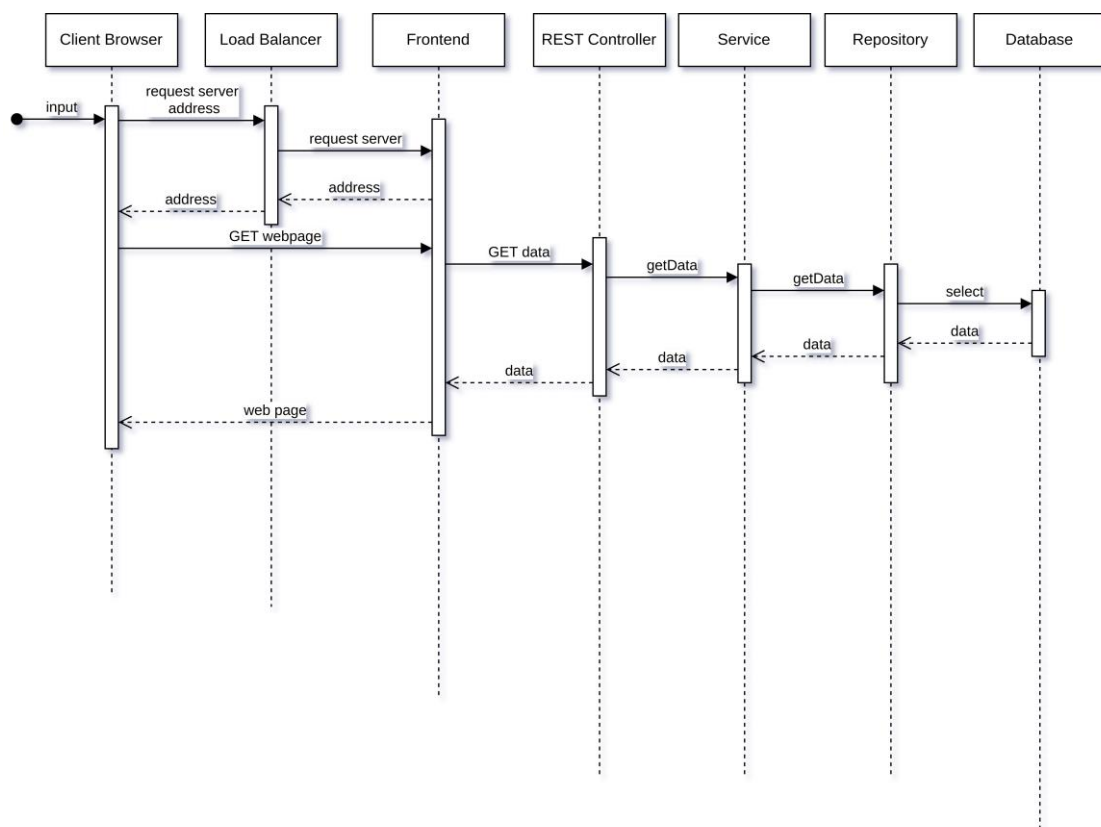 Client Browser
Load Balancer
Frontend
REST Controller
Service
Repository
Database
input
request server
address
request server
address
address
GET webpage
GET data
getData
getData
select
data
data
data
data
web page